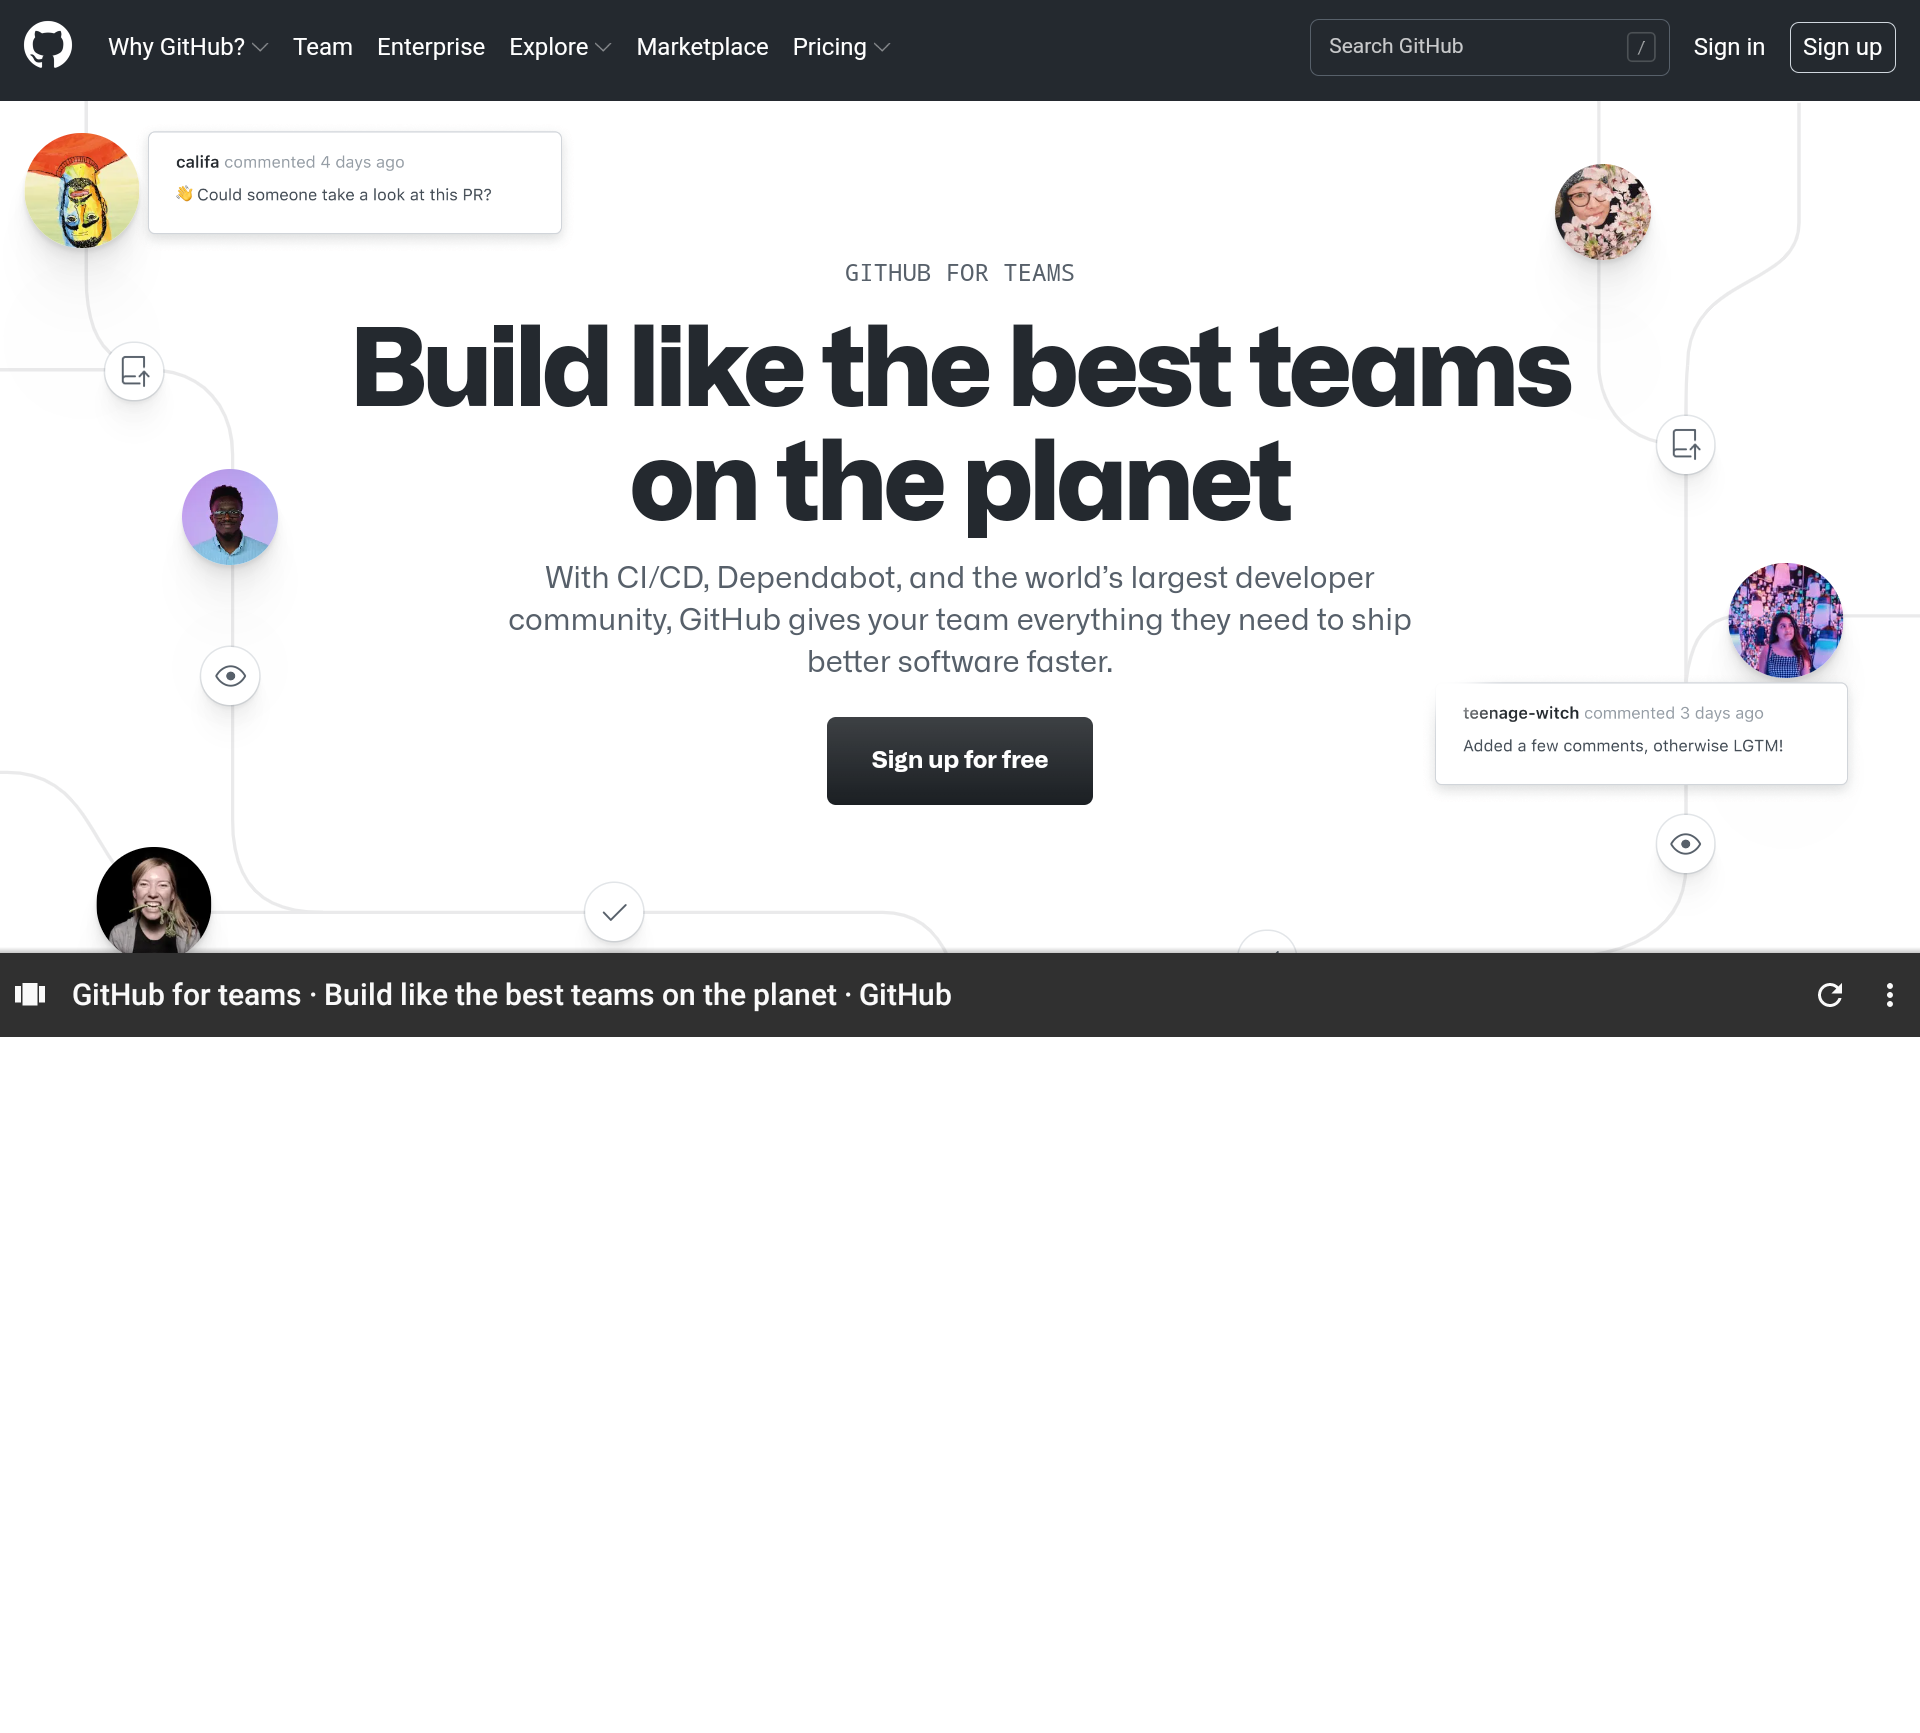 Why GitHub? Team Enterprise Explore Marketplace Pricing Search GitHub / Sign in Sign up
califa commented 4 days ago
👋 Could someone take a look at this PR?
GITHUB FOR TEAMS
Build like the best teams
on the planet
With CI/CD, Dependabot, and the world’s largest developer
community, GitHub gives your team everything they need to ship
better software faster.
Sign up for free
teenage-witch commented 3 days ago
Added a few comments, otherwise LGTM!
GitHub for teams · Build like the best teams on the planet · GitHub